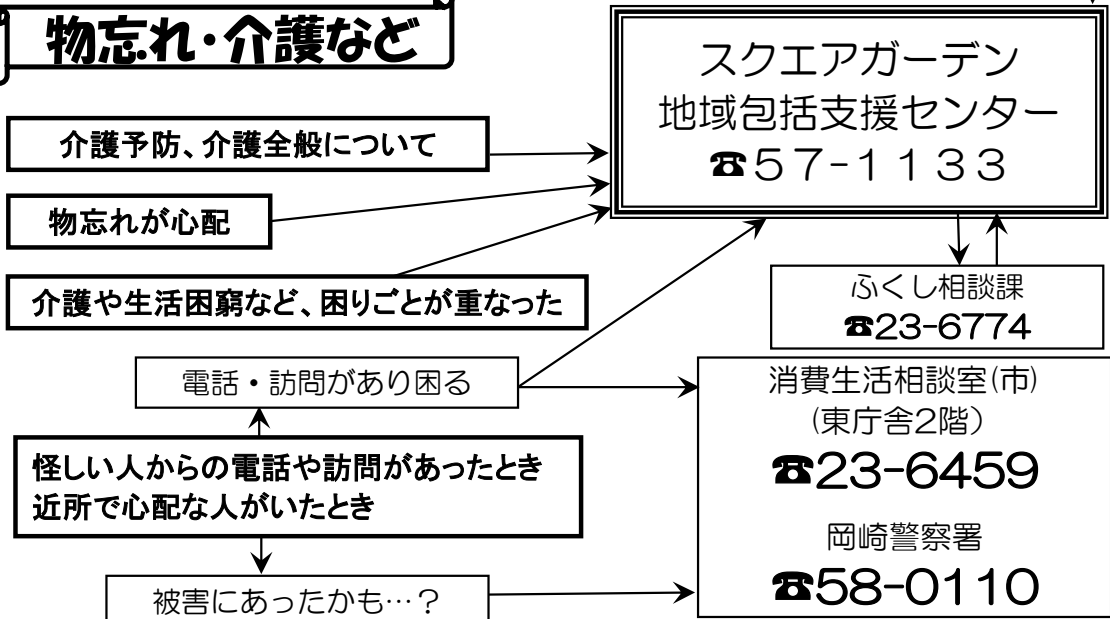 物忘れ・介護など
スクエアガーデン
地域包括支援センター
☎57-1133
介護予防、介護全般について
物忘れが心配
介護や生活困窮など、困りごとが重なった
ふくし相談課
☎23-6774
電話・訪問があり困る
消費生活相談室(市)
(東庁舎2階)
☎23-6459
岡崎警察署
☎58-0110
怪しい人からの電話や訪問があったとき
近所で心配な人がいたとき
被害にあったかも…？